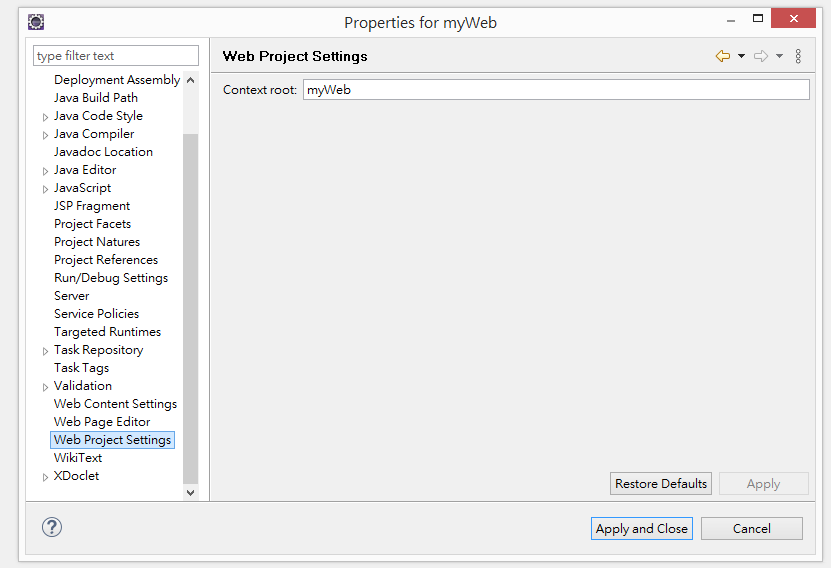 Properties for myWeb
type filter text
Deployment Assembly
Java Build Path
Java Code Style
Java Compiler
Javadoc Location
Java Editor
JavaScript
JSP Fragment
Project Facets
Project Natures
Project References
Run/Debug Settings
Server
Service Policies
Targeted Runtimes
Task Repository
Task Tags
Validation
Web Content Settings
Web Page Editor
Web Project Settings
WikiText
XDoclet
Web Project Settings
Context root: myWeb
Restore Defaults Apply
? Apply and Close Cancel